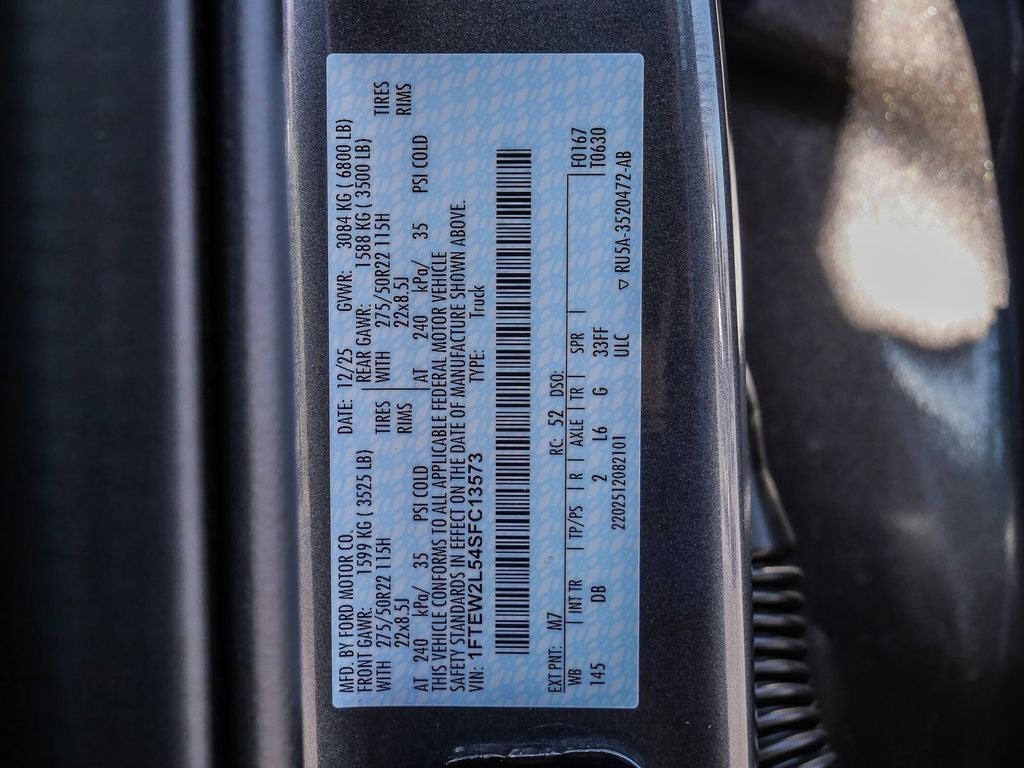 MFD. BY FORD MOTOR CO. DATE: 12/25 GVWR: 3084 KG ( 6800 LB)
FRONT GAWR: 1599 KG ( 3525 LB) REAR GAWR: 1588 KG ( 3500 LB)
WITH 275/50R22 115H TIRES WITH 275/50R22 115H TIRES
22x8.5J RIMS 22x8.5J RIMS
AT 240 kPa/ 35 PSI COLD AT 240 kPa/ 35 PSI COLD
THIS VEHICLE CONFORMS TO ALL APPLICABLE FEDERAL MOTOR VEHICLE
SAFETY STANDARDS IN EFFECT ON THE DATE OF MANUFACTURE SHOWN ABOVE.
VIN: 1FTEW2L54SFC13573 TYPE: Truck
EXT PNT: M7 RC: 52 DSO: F0167
WB INT TR TP/PS R AXLE TR SPR T0630
145 DB 2 L6 G 33FF
2202512082101 UIC
▽ RU5A-3520472-AB